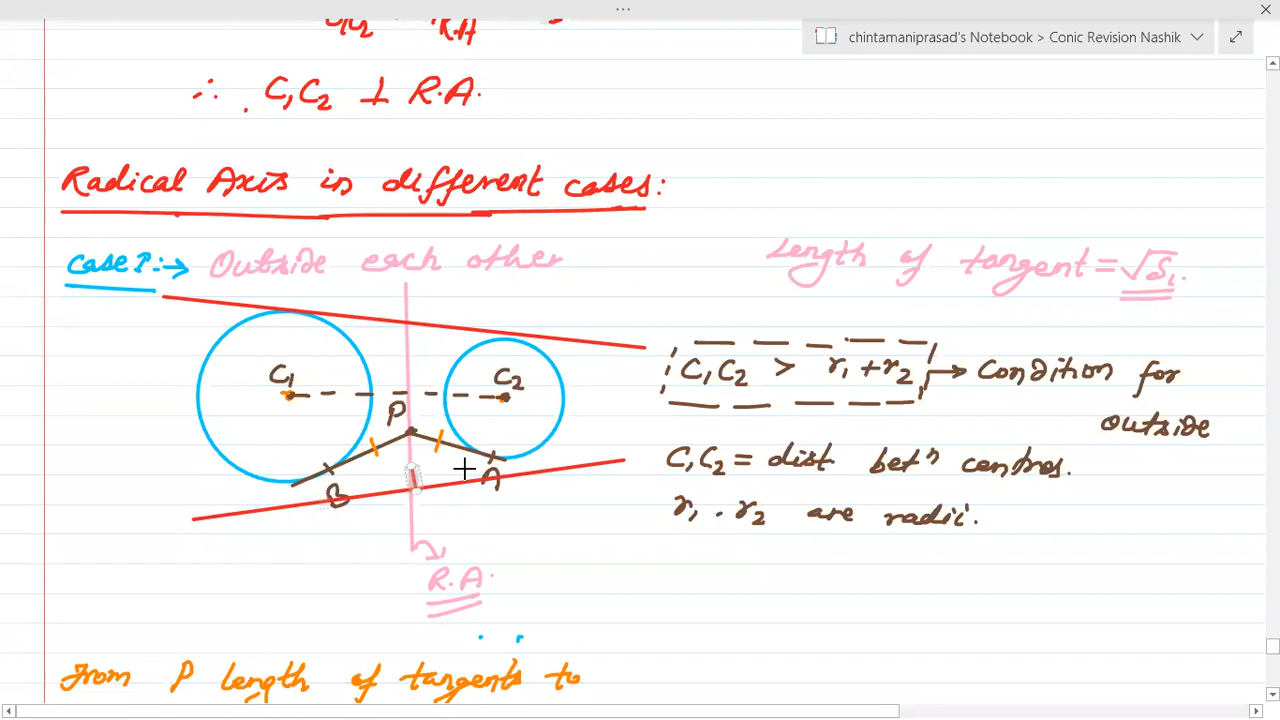 chintamaniprasad's Notebook > Conic Revision Nashik
∴ C₁C₂ ⊥ R.A.
Radical Axis in different cases:
Case I:→ Outside each other
Length of tangent = √S₁.
C₁
C₂
P
B
A
R.A.
C₁C₂ > r₁ + r₂ → Condition for
outside
C₁C₂ = dist betⁿ centres.
r₁ . r₂ are radii.
From P length of tangents to